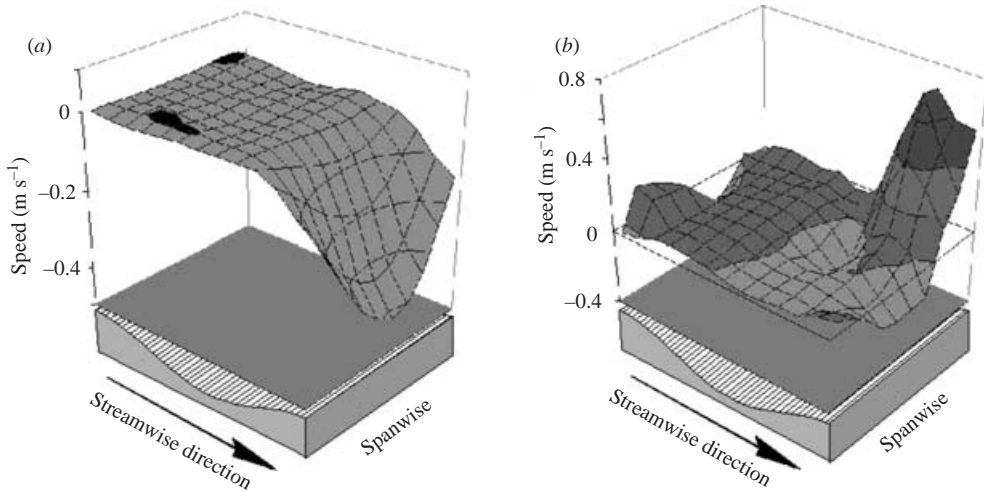 (a)
0
–0.2
–0.4
Speed (m s⁻¹)
Streamwise direction
Spanwise
(b)
0.8
0.4
0
–0.4
Speed (m s⁻¹)
Streamwise direction
Spanwise